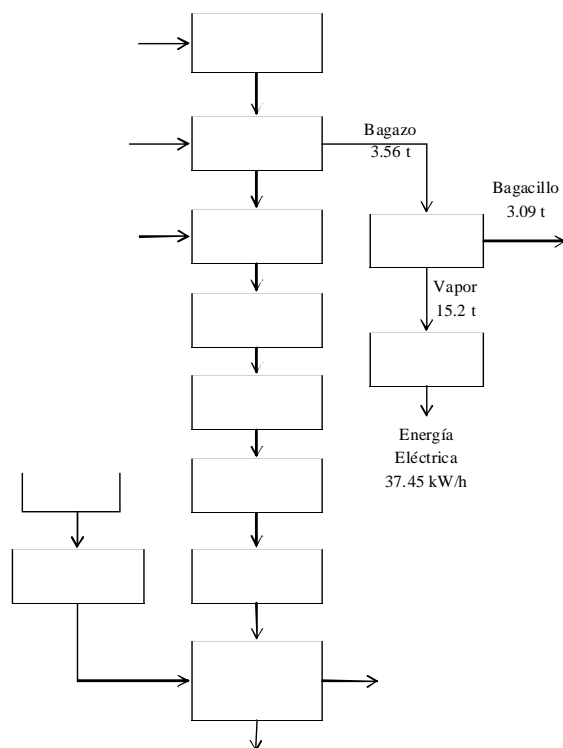 Bagazo
3.56 t
Bagacillo
3.09 t
Vapor
15.2 t
Energía
Eléctrica
37.45 kW/h